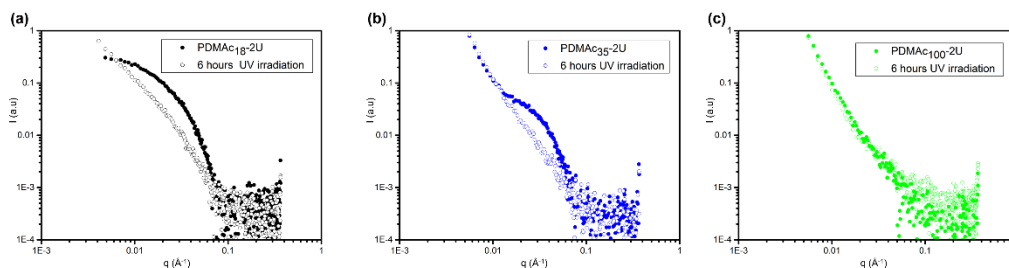 (a)
PDMAc18-2U
6 hours UV irradiation
I (a.u)
1
0.1
0.01
1E-3
1E-4
1E-3
0.01
0.1
1
q (Å-1)
(b)
PDMAc35-2U
6 hours UV irradiation
I (a.u)
1
0.1
0.01
1E-3
1E-4
1E-3
0.01
0.1
1
q (Å-1)
(c)
PDMAc100-2U
6 hours UV irradiation
I (a.u)
1
0.1
0.01
1E-3
1E-4
1E-3
0.01
0.1
1
q (Å-1)